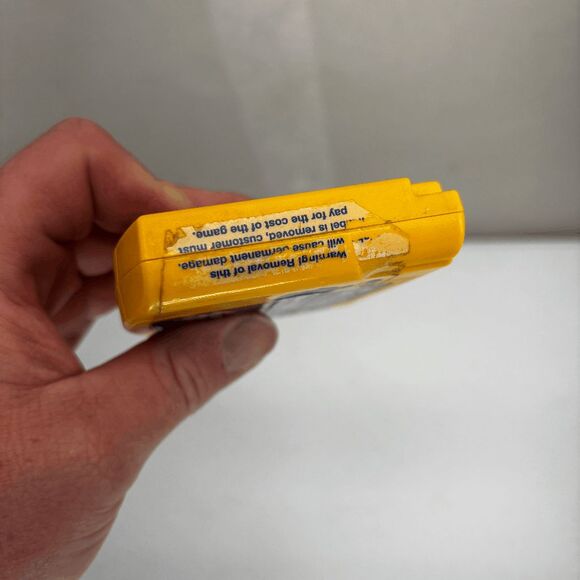 Warning! Removal of this
will cause permanent damage.
bel is removed, customer must
pay for the cost of the game.